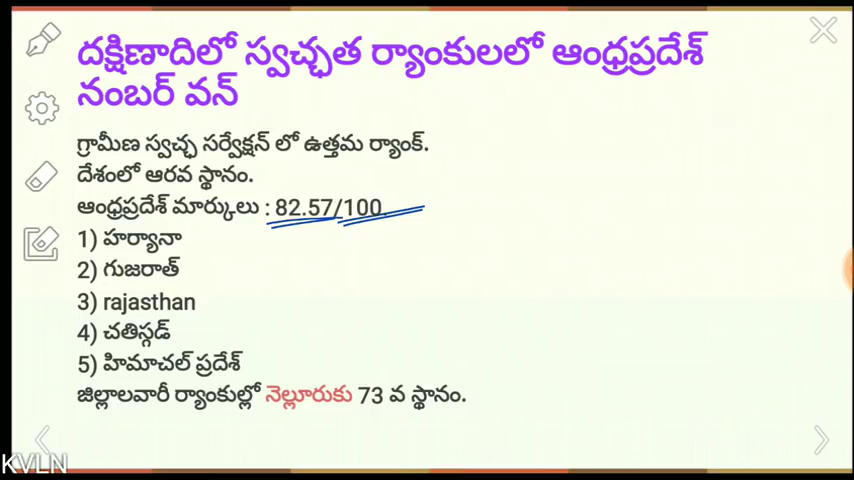 దక్షిణాదిలో స్వచ్ఛత ర్యాంకులలో ఆంధ్రప్రదేశ్
నంబర్ వన్
గ్రామీణ స్వచ్ఛ సర్వేక్షన్ లో ఉత్తమ ర్యాంక్.
దేశంలో ఆరవ స్థానం.
ఆంధ్రప్రదేశ్ మార్కులు : 82.57/100.
1) హర్యానా
2) గుజరాత్
3) rajasthan
4) చతిస్గడ్
5) హిమాచల్ ప్రదేశ్
జిల్లాలవారీ ర్యాంకుల్లో నెల్లూరుకు 73 వ స్థానం.
KVLN